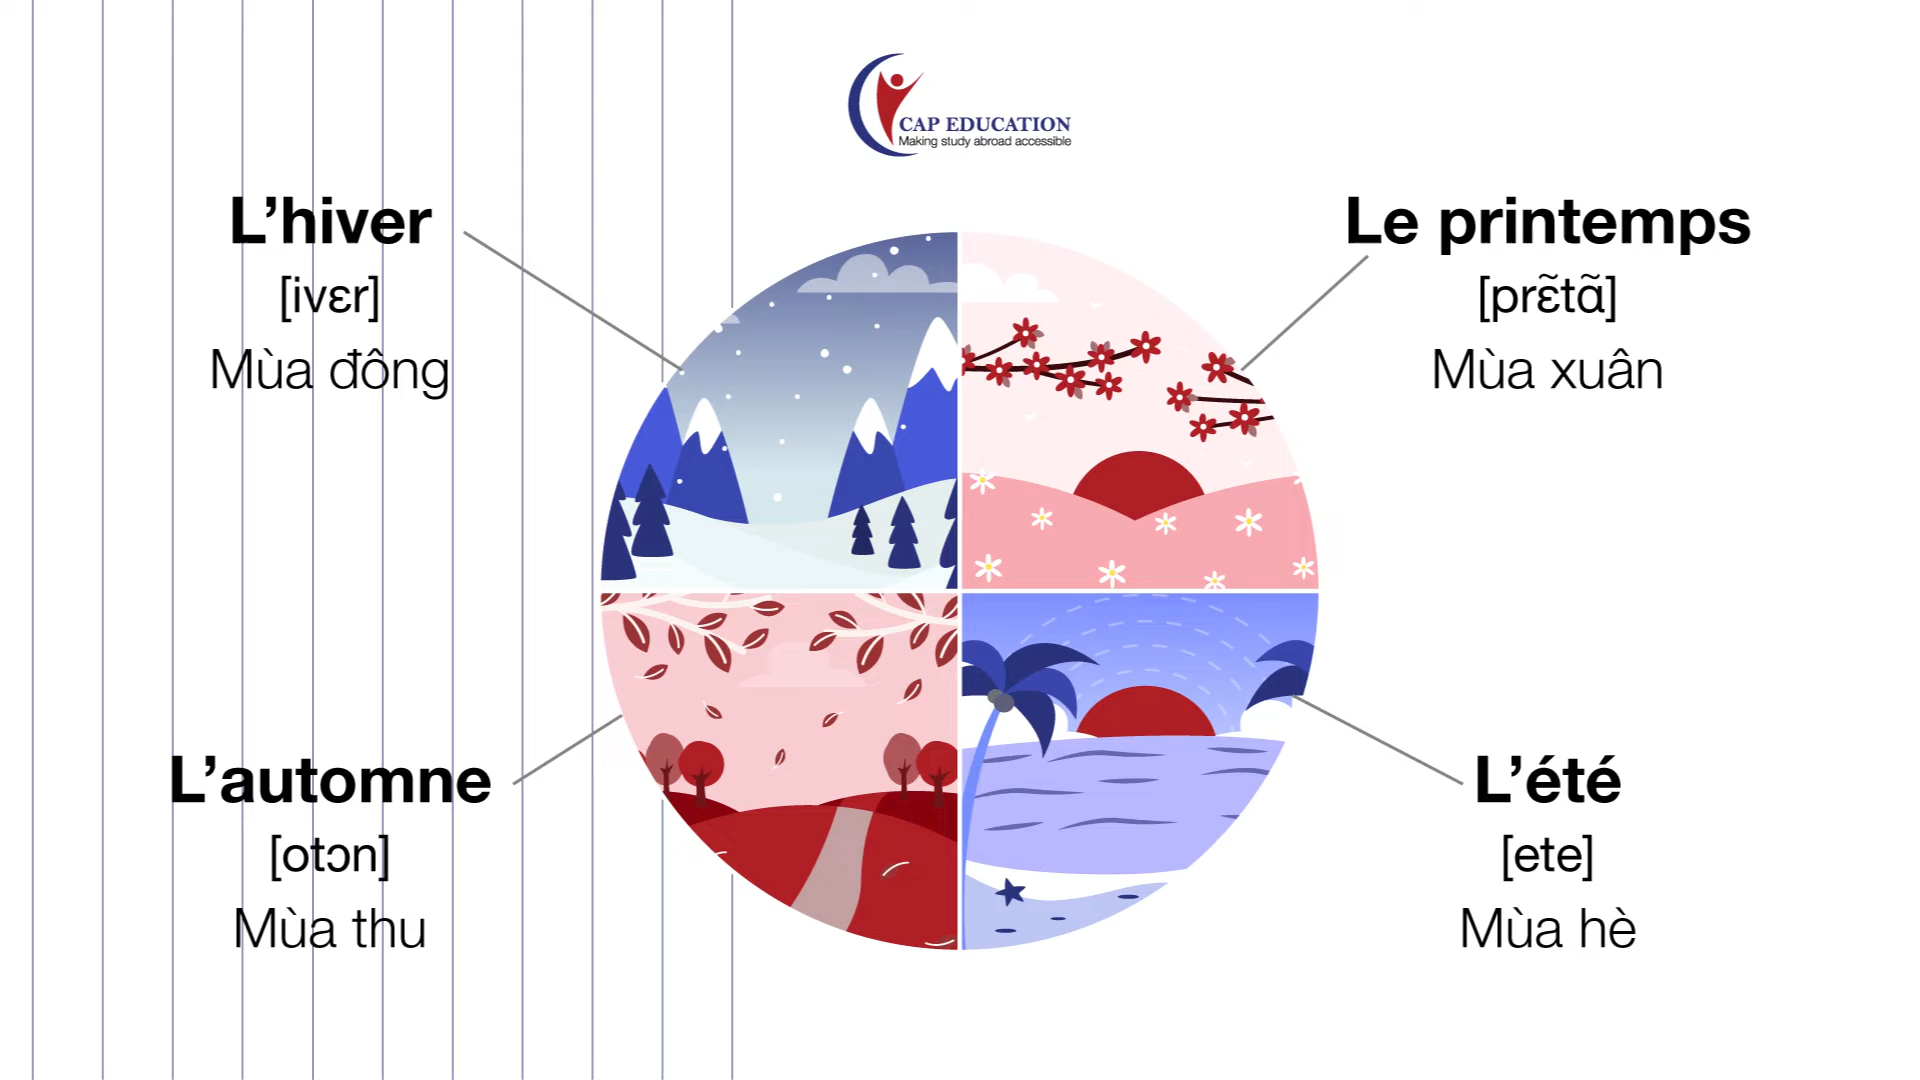 CAP EDUCATION
Making study abroad accessible
L’hiver
[ivɛr]
Mùa đông
Le printemps
[prɛ̃tɑ̃]
Mùa xuân
L’automne
[otɔn]
Mùa thu
L’été
[ete]
Mùa hè